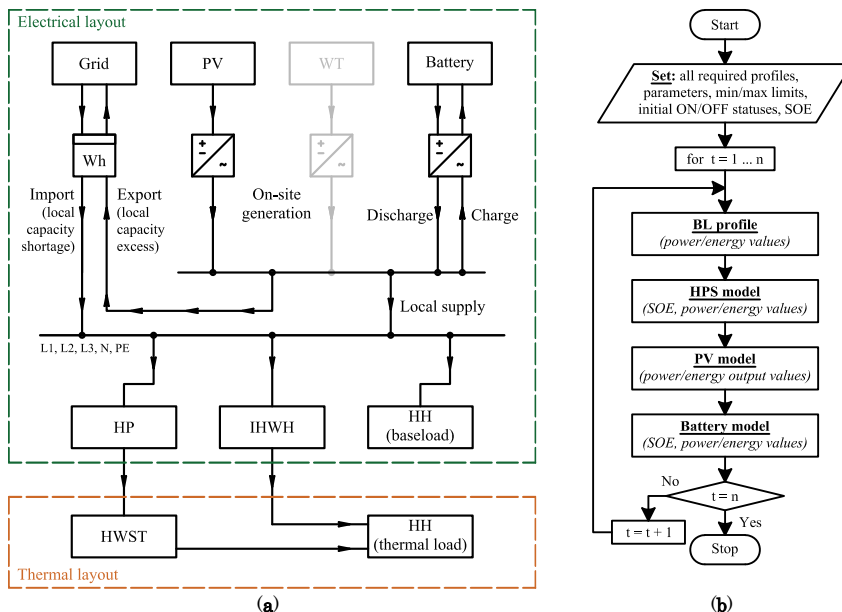 Electrical layout
Grid
PV
WT
Battery
+
−
~
+
−
~
+
−
~
Wh
Import
(local
capacity
shortage)
Export
(local
capacity
excess)
On-site
generation
Discharge
Charge
Local supply
L1, L2, L3, N, PE
HP
IHWH
HH
(baseload)
HWST
HH
(thermal load)
Thermal layout
(a)
Start
Set: all required profiles,
parameters, min/max limits,
initial ON/OFF statuses, SOE
for t = 1 ... n
BL profile
(power/energy values)
HPS model
(SOE, power/energy values)
PV model
(power/energy output values)
Battery model
(SOE, power/energy values)
No
t = n
Yes
t = t + 1
Stop
(b)